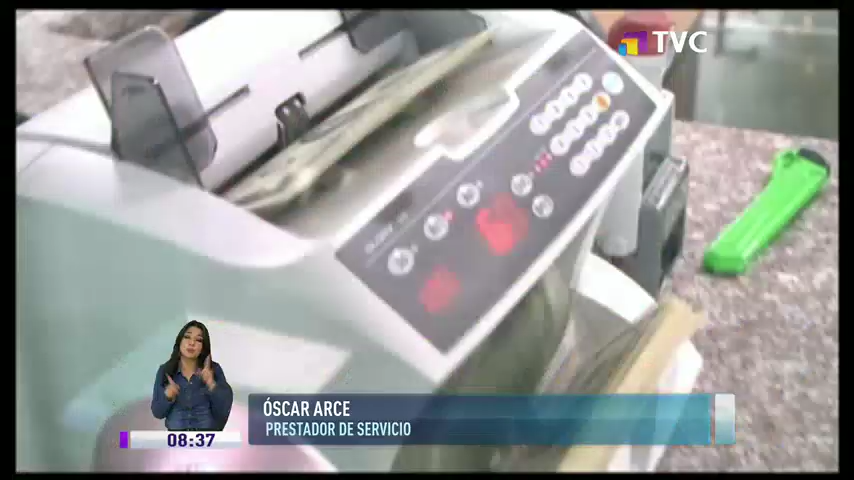 TVC
ÓSCAR ARCE
PRESTADOR DE SERVICIO
08:37